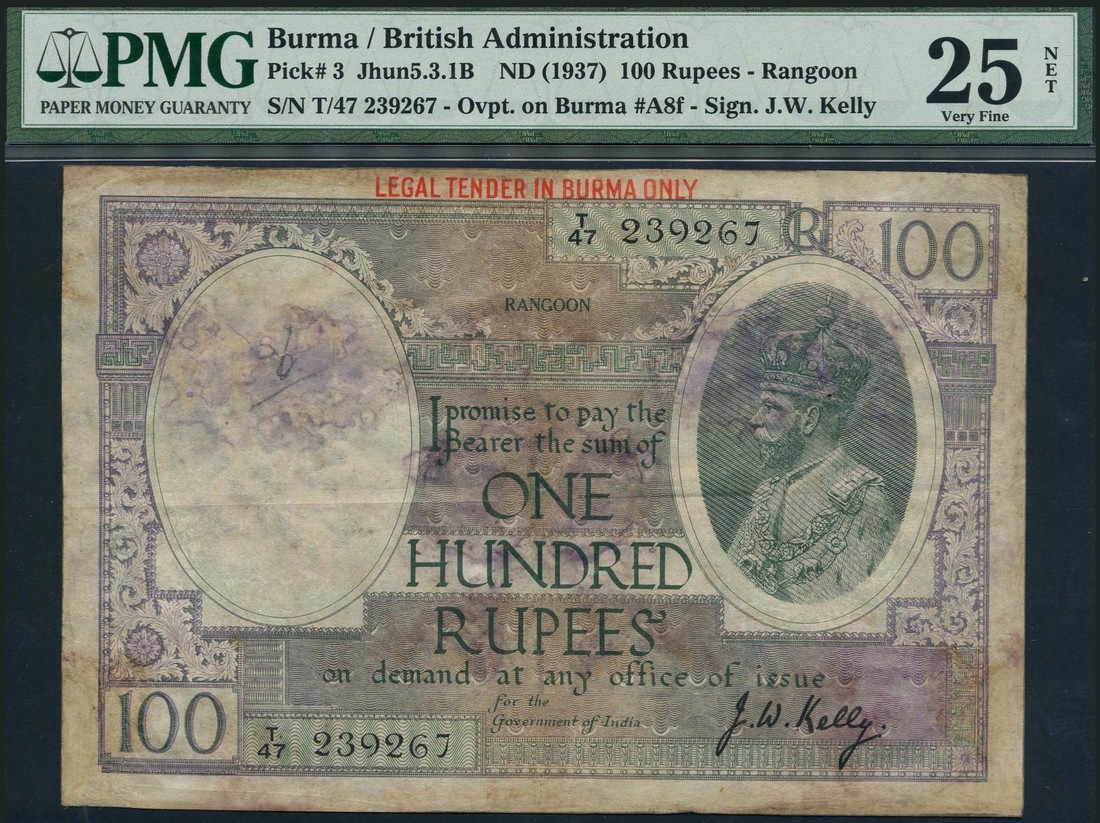 PMG
PAPER MONEY GUARANTY
Burma / British Administration
Pick# 3 Jhun5.3.1B ND (1937) 100 Rupees - Rangoon
S/N T/47 239267 - Ovpt. on Burma #A8f - Sign. J.W. Kelly
25
NET
Very Fine
LEGAL TENDER IN BURMA ONLY
T/47 239267
100
RANGOON
I promise to pay the
Bearer the sum of
ONE
HUNDRED
RUPEES
on demand at any office of issue
for the
Government of India
J. W. Kelly.
100
T/47 239267